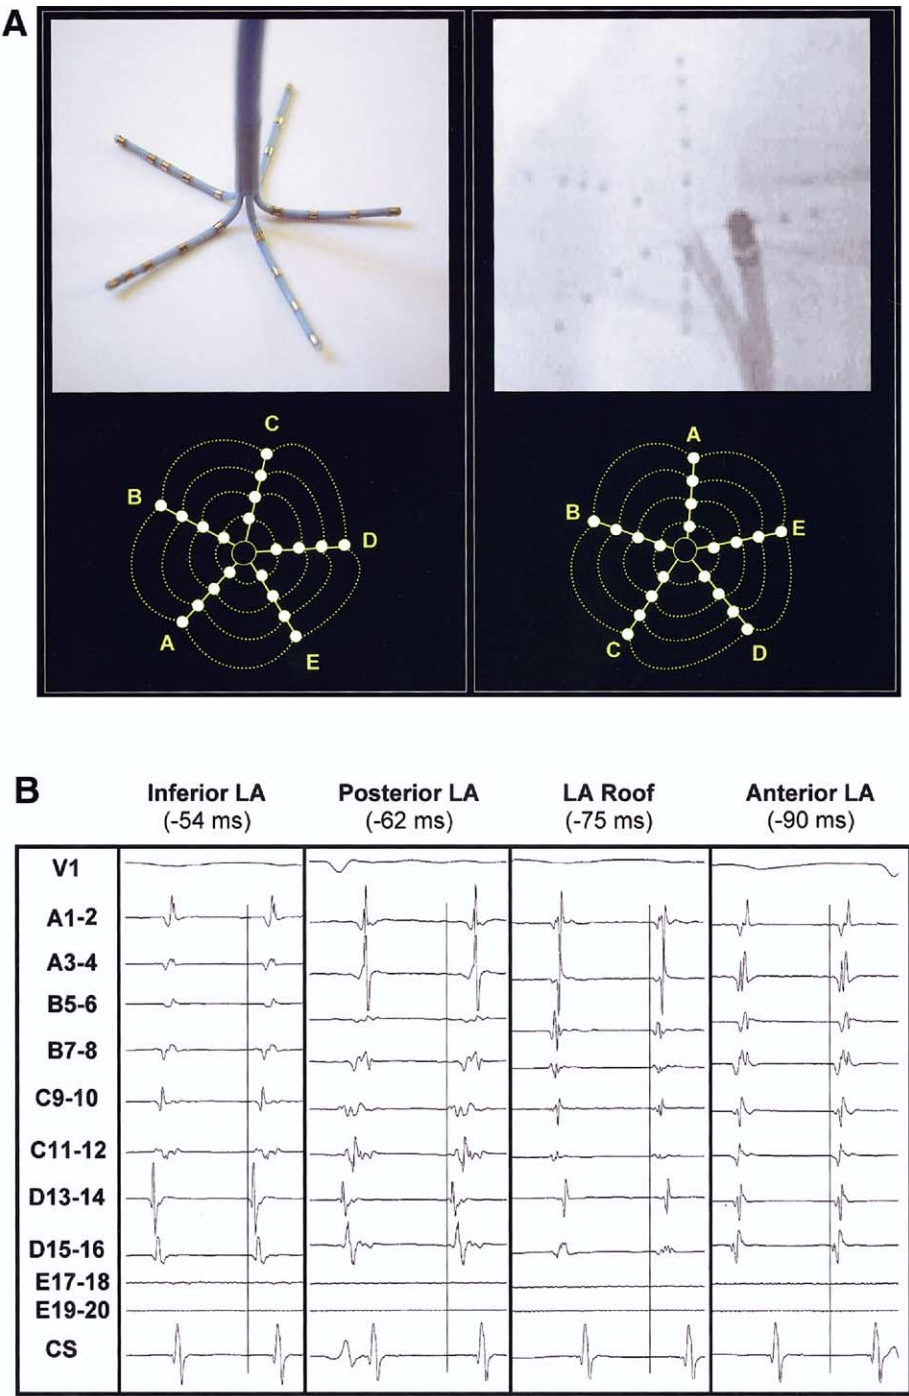 A
C
B
D
A
E
A
B
E
C
D
B
Inferior LA
(-54 ms)
Posterior LA
(-62 ms)
LA Roof
(-75 ms)
Anterior LA
(-90 ms)
V1
A1-2
A3-4
B5-6
B7-8
C9-10
C11-12
D13-14
D15-16
E17-18
E19-20
CS